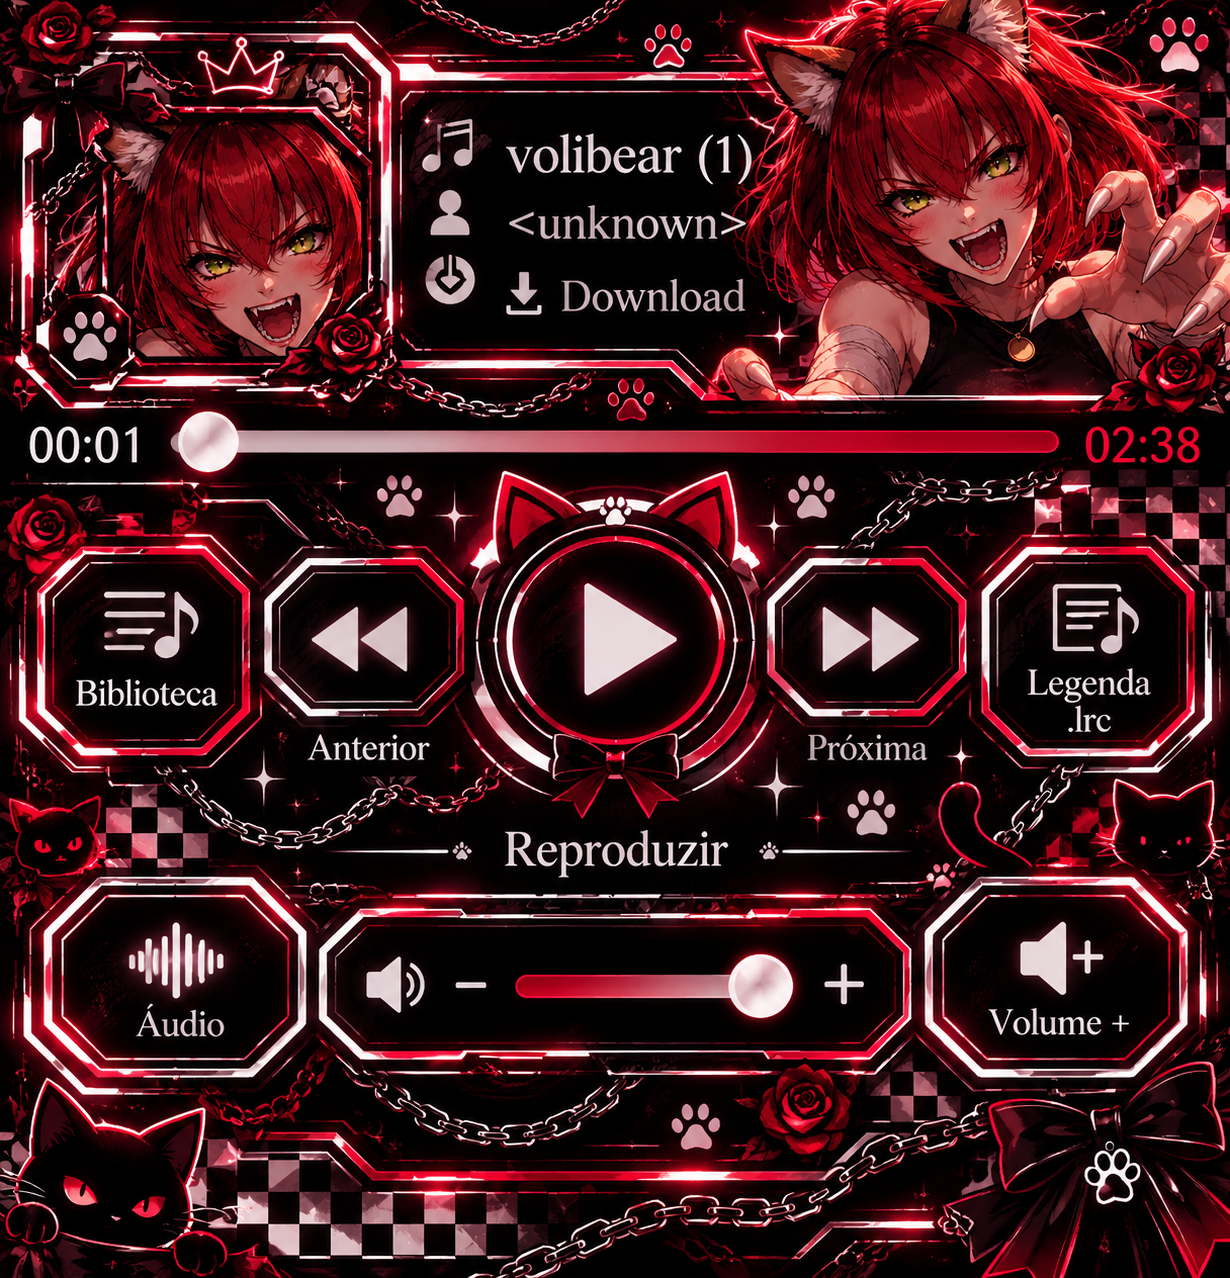 volibear (1)
<unknown>
Download
00:01
02:38
Biblioteca
Anterior
Próxima
Legenda
.lrc
Reproduzir
Áudio
Volume +